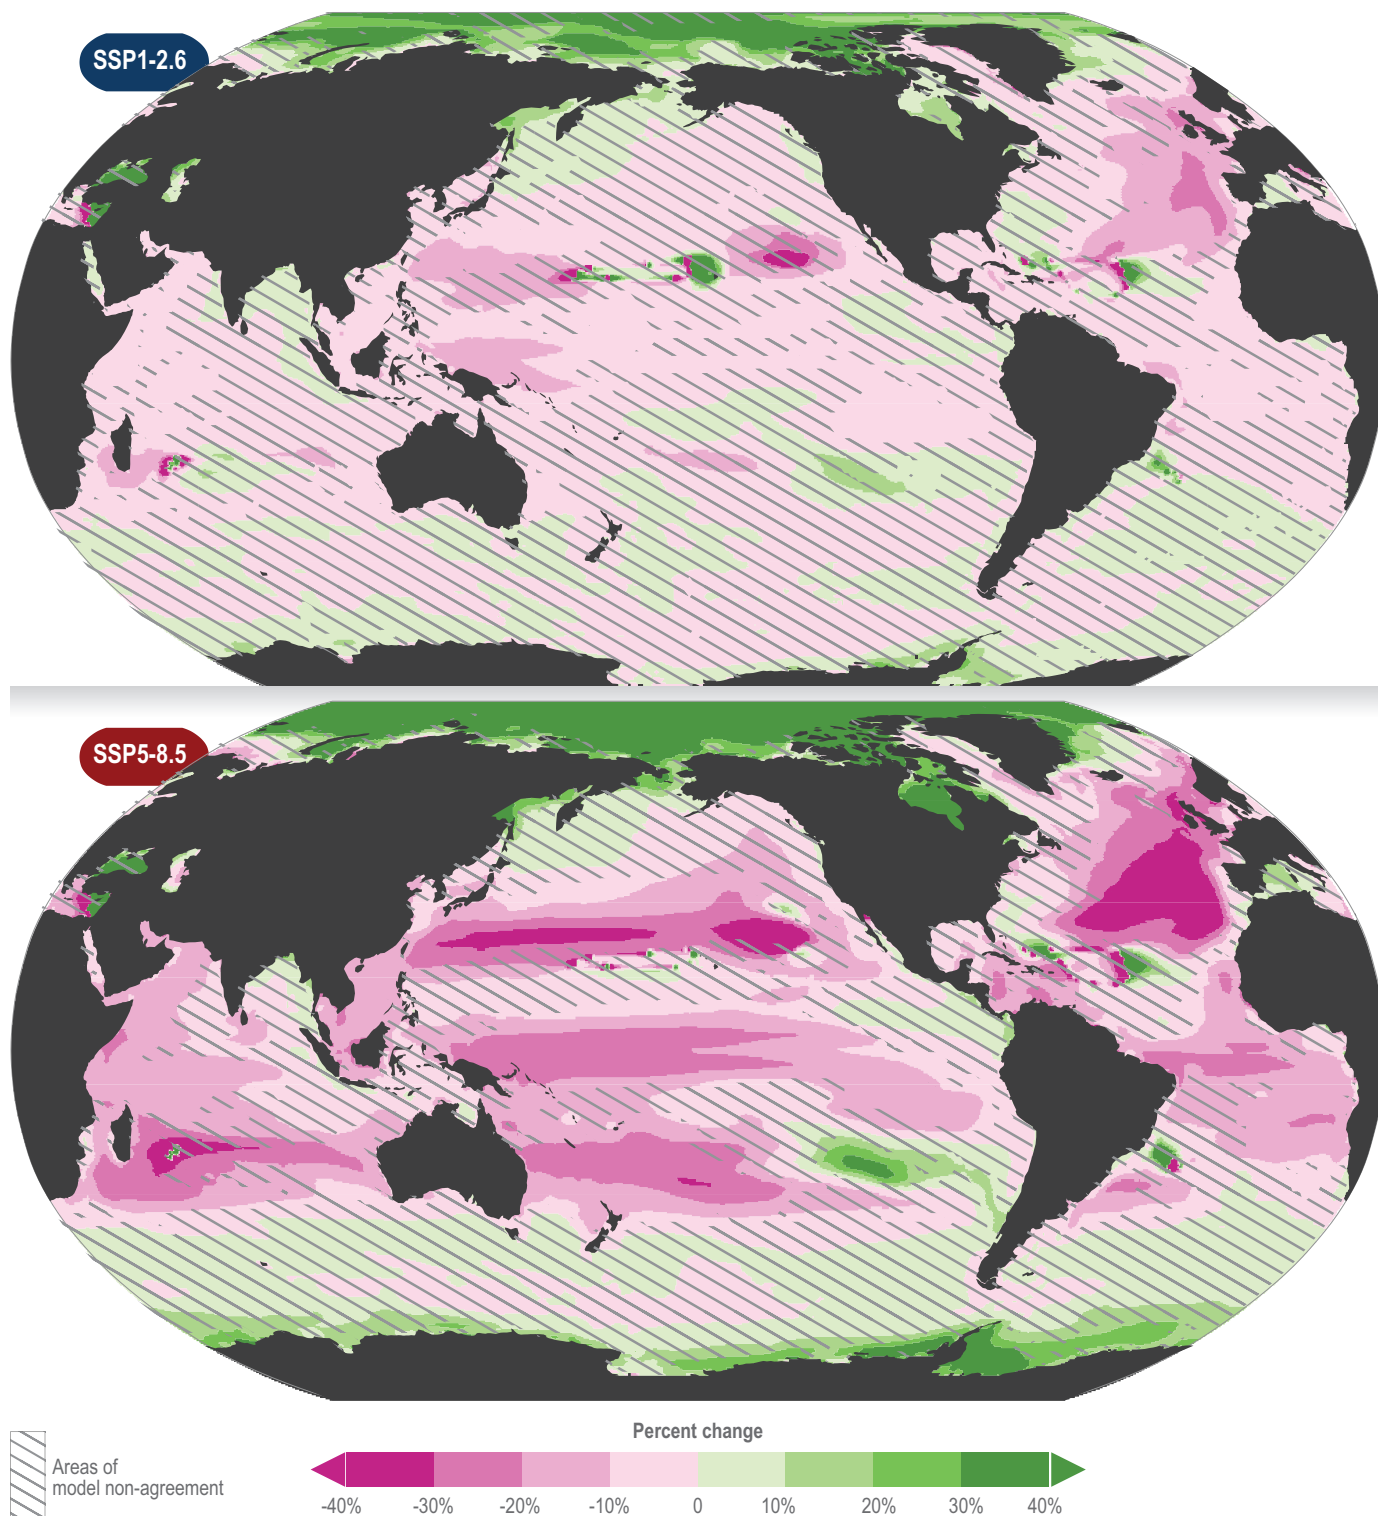 SSP1-2.6
SSP5-8.5
Percent change
Areas of
model non-agreement
-40% -30% -20% -10% 0 10% 20% 30% 40%